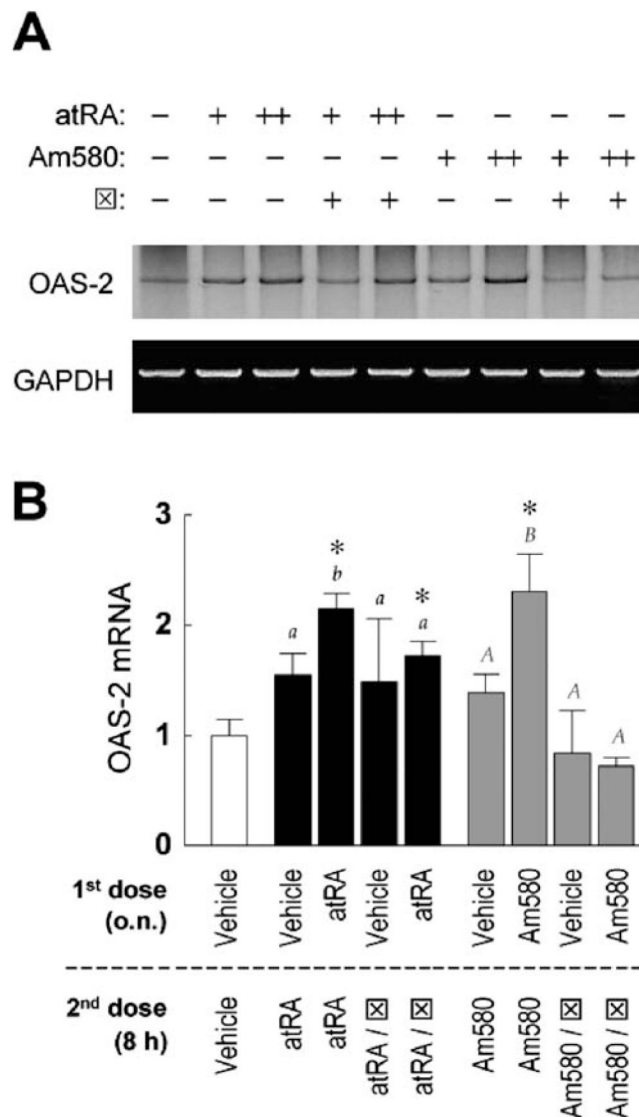 A
atRA: – + ++ + ++ – – – –
Am580: – – – – – + ++ + ++
☒: – – – + + – – + +
OAS-2
GAPDH
B
3
2
1
0
OAS-2 mRNA
a
*
b
a
*
a
A
*
B
A
A
1st dose (o.n.)
Vehicle
Vehicle
atRA
Vehicle
atRA
Vehicle
Am580
Vehicle
Am580
2nd dose (8 h)
Vehicle
atRA
atRA
atRA / ☒
atRA / ☒
Am580
Am580
Am580 / ☒
Am580 / ☒